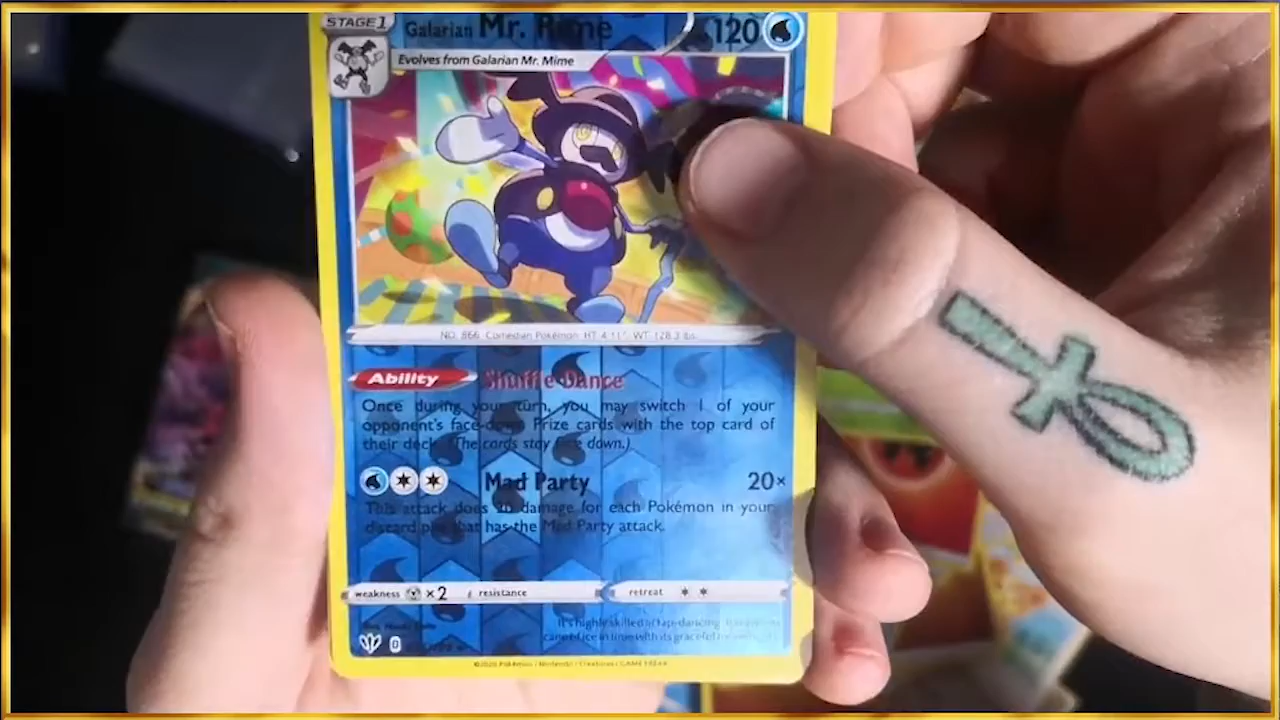 STAGE 1
Galarian Mr. Rime 120
Evolves from Galarian Mr. Mime
NO. 866 Comedian Pokémon HT: 4'11" WT: 128.3 lbs.
Ability Shuffle Dance
Once during your turn, you may switch 1 of your
opponent's face-down Prize cards with the top card of
their deck. (The cards stay face down.)
Mad Party 20×
This attack does 20 damage for each Pokémon in your
discard pile that has the Mad Party attack.
weakness ×2 resistance retreat
It's highly skilled at tap-dancing. It
cane of ice in time with its graceful
D
©2020 Pokémon / Nintendo / Creatures / GAME FREAK